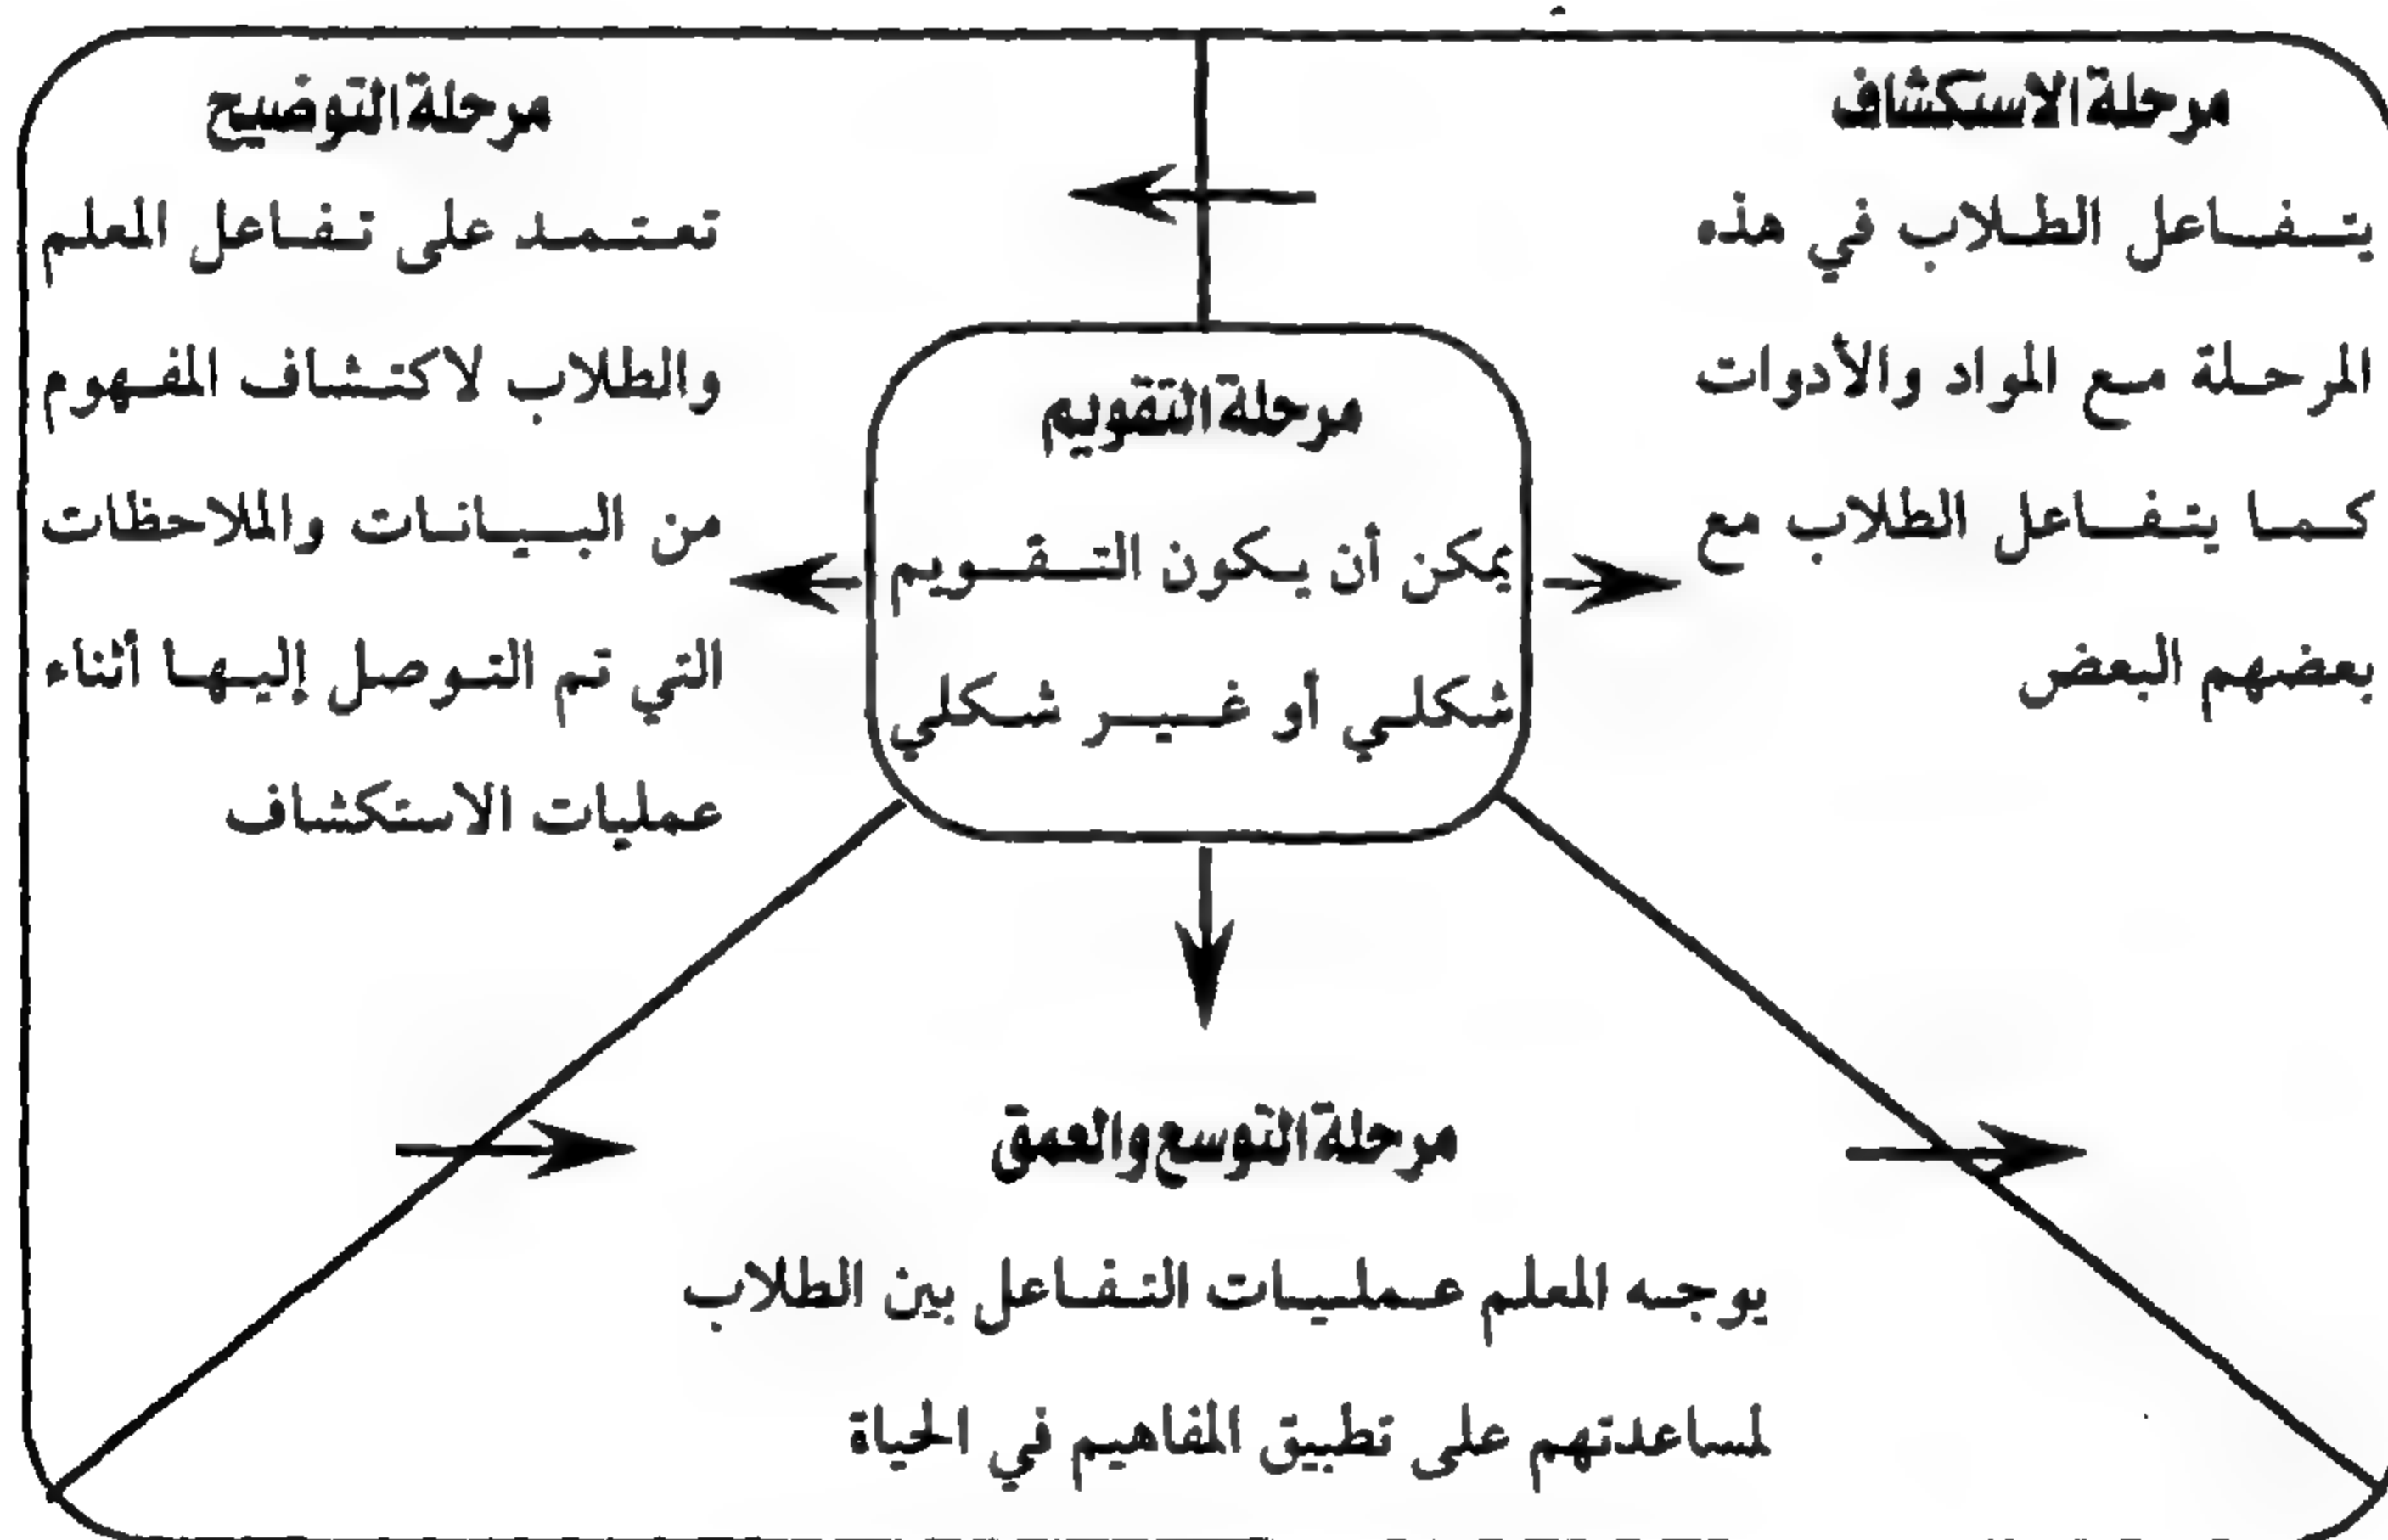 مرحلة الاستكشاف
يتفاعل الطلاب في هذه
المرحلة مع المواد والأدوات
كما يتفاعل الطلاب مع
بعضهم البعض
مرحلة التوضيح
تعتمد على تفاعل المعلم
والطلاب لاكتشاف المفهوم
من البيانات والملاحظات
التي تم التوصل إليها أثناء
عمليات الاستكشاف
مرحلة التقويم
يمكن أن يكون التقويم
شكلي أو غير شكلي
مرحلة التوسع والعمق
يوجه المعلم عمليات التفاعل بين الطلاب
لمساعدتهم على تطبيق المفاهيم في الحياة